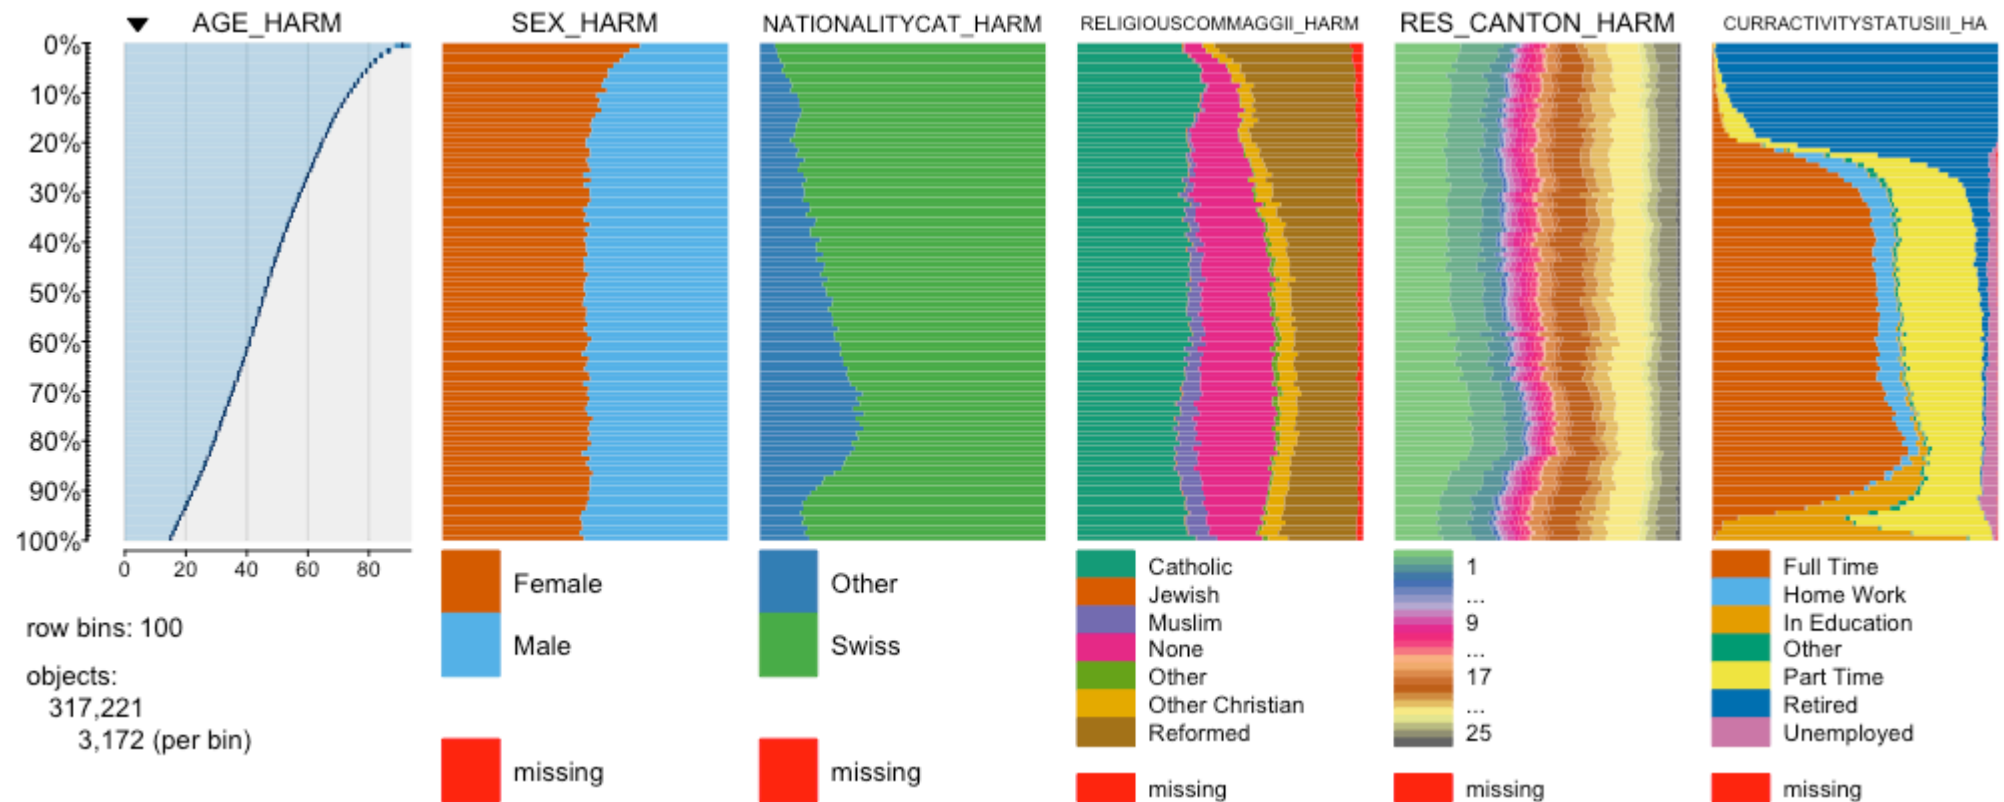 AGE_HARM
SEX_HARM
NATIONALITYCAT_HARM
RELIGIOUSCOMMAGGII_HARM
RES_CANTON_HARM
CURRACTIVITYSTATUSIII_HA
0%
10%
20%
30%
40%
50%
60%
70%
80%
90%
100%
0 20 40 60 80
row bins: 100
objects:
317,221
3,172 (per bin)
Female
Male
missing
Other
Swiss
missing
Catholic
Jewish
Muslim
None
Other
Other Christian
Reformed
missing
1
...
9
...
17
...
25
missing
Full Time
Home Work
In Education
Other
Part Time
Retired
Unemployed
missing